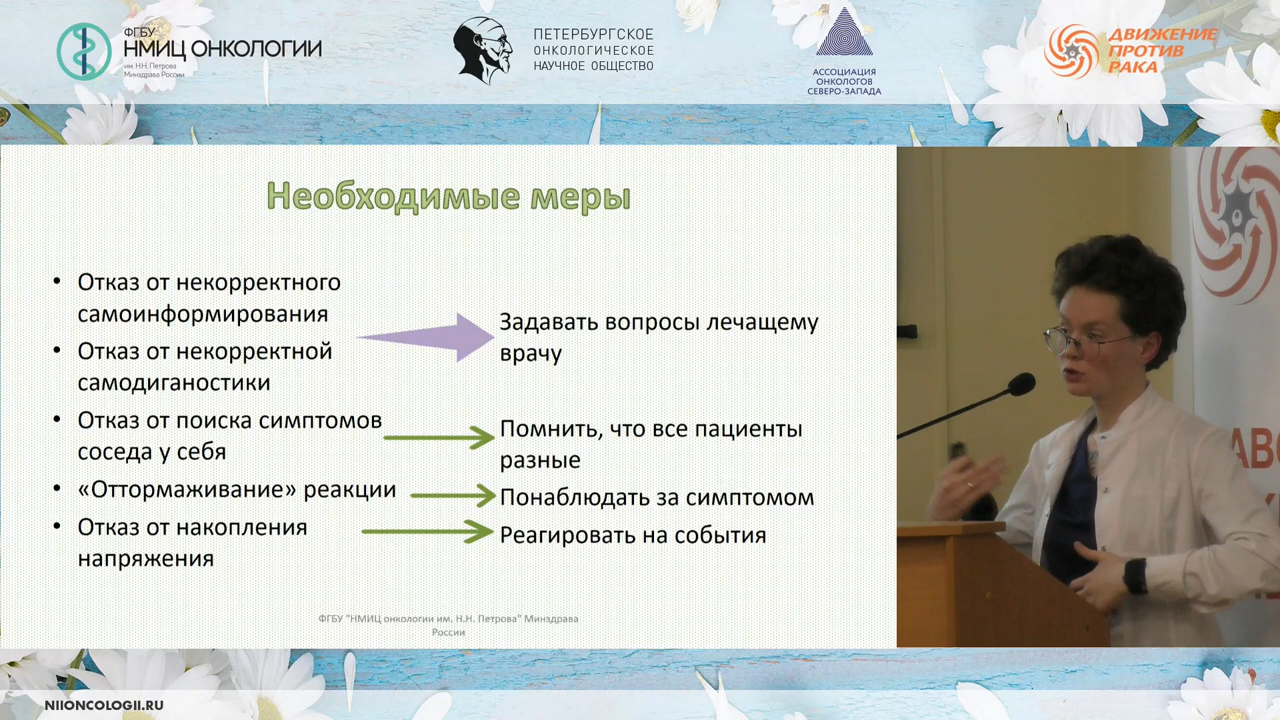 ФГБУ
НМИЦ ОНКОЛОГИИ
им. Н.Н. Петрова
Минздрава России
ПЕТЕРБУРГСКОЕ
ОНКОЛОГИЧЕСКОЕ
НАУЧНОЕ ОБЩЕСТВО
АССОЦИАЦИЯ
ОНКОЛОГОВ
СЕВЕРО-ЗАПАДА
ДВИЖЕНИЕ
ПРОТИВ
РАКА
Необходимые меры
• Отказ от некорректного
самоинформирования
• Отказ от некорректной
самодиганостики
• Отказ от поиска симптомов
соседа у себя
• «Оттормаживание» реакции
• Отказ от накопления
напряжения
Задавать вопросы лечащему
врачу
Помнить, что все пациенты
разные
Понаблюдать за симптомом
Реагировать на события
ФГБУ "НМИЦ онкологии им. Н.Н. Петрова" Минздрава
России
NIIONCOLOGII.RU